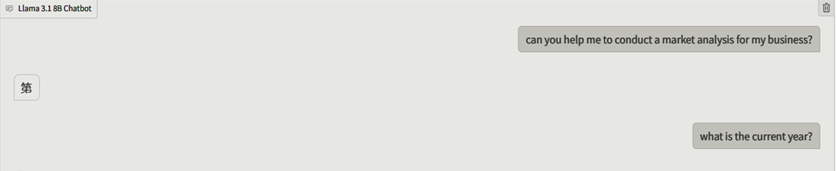 Llama 3.1 8B Chatbot
can you help me to conduct a market analysis for my business?
第
what is the current year?